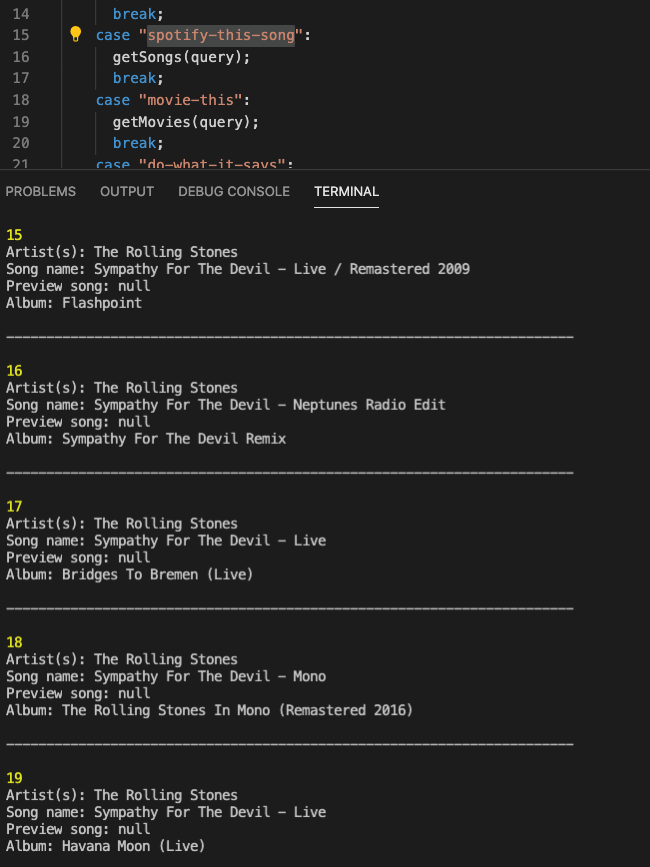 14 break;
15 case "spotify-this-song":
16 getSongs(query);
17 break;
18 case "movie-this":
19 getMovies(query);
20 break;
21 case "do-what-it-says":
PROBLEMS OUTPUT DEBUG CONSOLE TERMINAL
15
Artist(s): The Rolling Stones
Song name: Sympathy For The Devil - Live / Remastered 2009
Preview song: null
Album: Flashpoint
-----------------------------------------------------------------------
16
Artist(s): The Rolling Stones
Song name: Sympathy For The Devil - Neptunes Radio Edit
Preview song: null
Album: Sympathy For The Devil Remix
-----------------------------------------------------------------------
17
Artist(s): The Rolling Stones
Song name: Sympathy For The Devil - Live
Preview song: null
Album: Bridges To Bremen (Live)
-----------------------------------------------------------------------
18
Artist(s): The Rolling Stones
Song name: Sympathy For The Devil - Mono
Preview song: null
Album: The Rolling Stones In Mono (Remastered 2016)
-----------------------------------------------------------------------
19
Artist(s): The Rolling Stones
Song name: Sympathy For The Devil - Live
Preview song: null
Album: Havana Moon (Live)